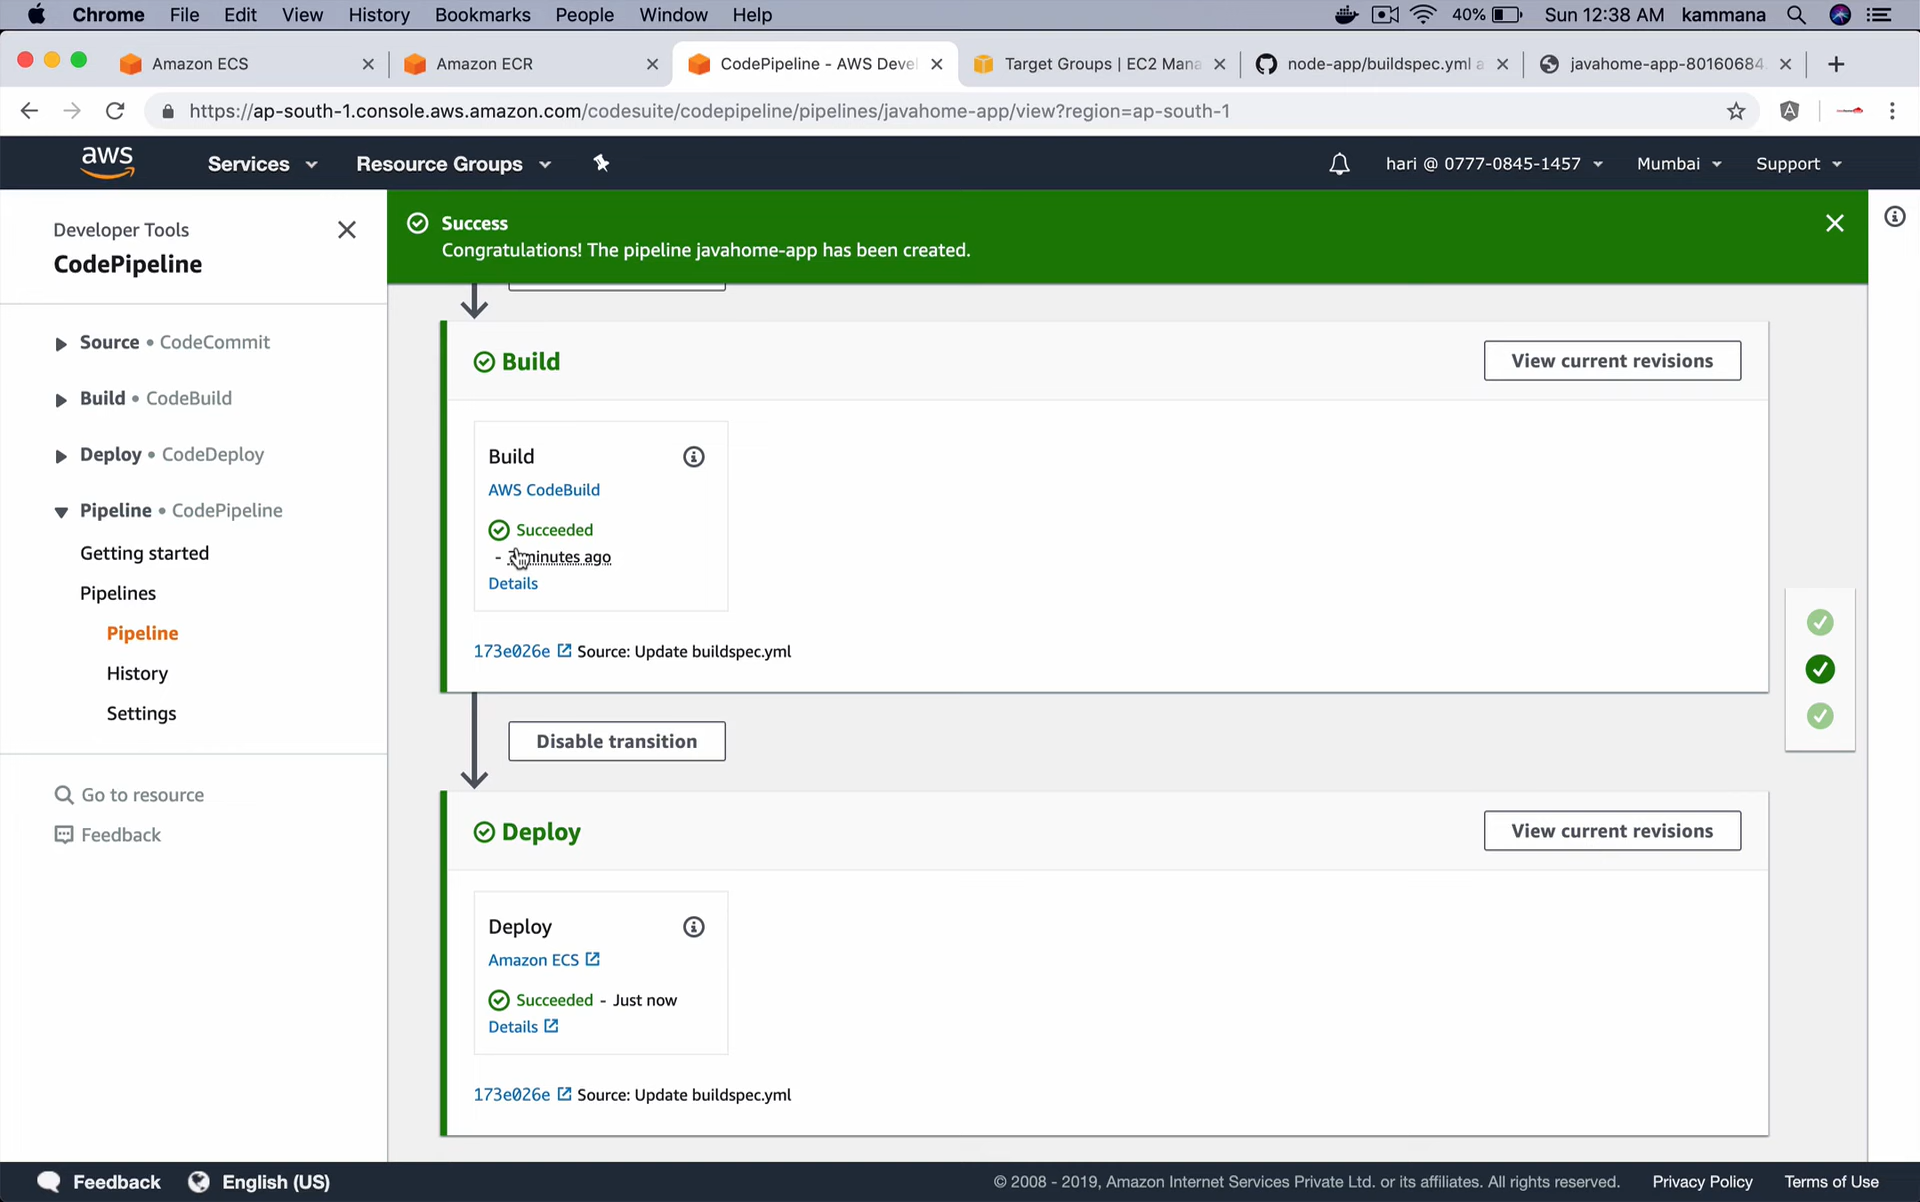 Chrome File Edit View History Bookmarks People Window Help 40% Sun 12:38 AM kammana
Amazon ECS
Amazon ECR
CodePipeline - AWS Devel
Target Groups | EC2 Mana
node-app/buildspec.yml a
javahome-app-80160684
https://ap-south-1.console.aws.amazon.com/codesuite/codepipeline/pipelines/javahome-app/view?region=ap-south-1
aws Services Resource Groups hari @ 0777-0845-1457 Mumbai Support
Developer Tools
CodePipeline
Source • CodeCommit
Build • CodeBuild
Deploy • CodeDeploy
Pipeline • CodePipeline
Getting started
Pipelines
Pipeline
History
Settings
Go to resource
Feedback
Success
Congratulations! The pipeline javahome-app has been created.
Build
View current revisions
Build
AWS CodeBuild
Succeeded
- minutes ago
Details
173e026e Source: Update buildspec.yml
Disable transition
Deploy
View current revisions
Deploy
Amazon ECS
Succeeded - Just now
Details
173e026e Source: Update buildspec.yml
Feedback English (US) © 2008 - 2019, Amazon Internet Services Private Ltd. or its affiliates. All rights reserved. Privacy Policy Terms of Use